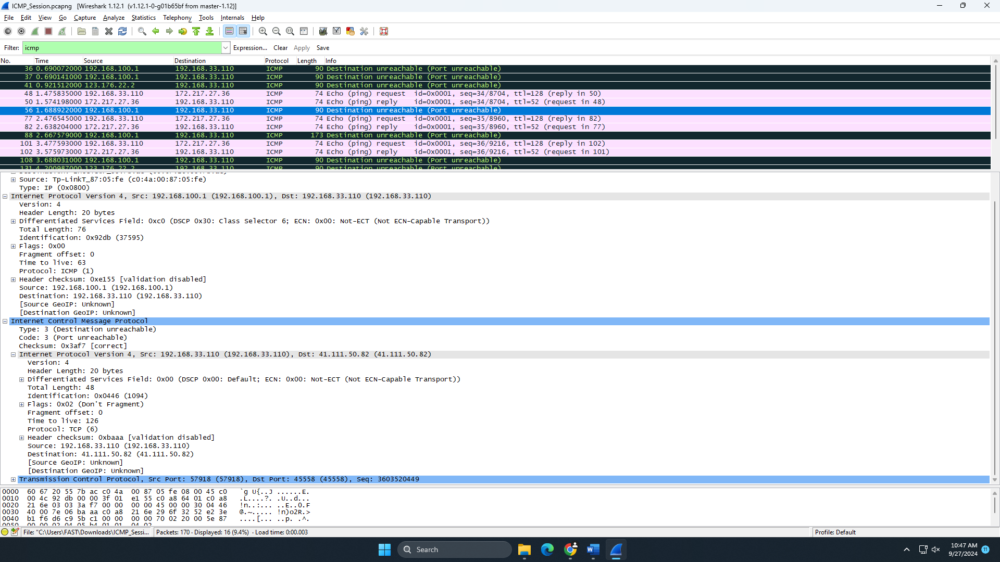 ICMP_Session.pcapng [Wireshark 1.12.1 (v1.12.1-0-g01b65bf from master-1.12)]
File Edit View Go Capture Analyze Statistics Telephony Tools Internals Help
Filter: icmp Expression... Clear Apply Save
No. Time Source Destination Protocol Length Info
36 0.690072000 192.168.100.1 192.168.33.110 ICMP 90 Destination unreachable (Port unreachable)
37 0.690141000 192.168.100.1 192.168.33.110 ICMP 90 Destination unreachable (Port unreachable)
41 0.921512000 123.176.22.2 192.168.33.110 ICMP 90 Destination unreachable (Port unreachable)
48 1.475835000 192.168.33.110 172.217.27.36 ICMP 74 Echo (ping) request id=0x0001, seq=34/8704, ttl=128 (reply in 50)
50 1.574198000 172.217.27.36 192.168.33.110 ICMP 74 Echo (ping) reply id=0x0001, seq=34/8704, ttl=52 (request in 48)
56 1.688922000 192.168.100.1 192.168.33.110 ICMP 90 Destination unreachable (Port unreachable)
77 2.476545000 192.168.33.110 172.217.27.36 ICMP 74 Echo (ping) request id=0x0001, seq=35/8960, ttl=128 (reply in 82)
82 2.638204000 172.217.27.36 192.168.33.110 ICMP 74 Echo (ping) reply id=0x0001, seq=35/8960, ttl=52 (request in 77)
88 2.667579000 192.168.100.1 192.168.33.110 ICMP 173 Destination unreachable (Port unreachable)
101 3.477593000 192.168.33.110 172.217.27.36 ICMP 74 Echo (ping) request id=0x0001, seq=36/9216, ttl=128 (reply in 102)
102 3.575973000 172.217.27.36 192.168.33.110 ICMP 74 Echo (ping) reply id=0x0001, seq=36/9216, ttl=52 (request in 101)
108 3.688031000 192.168.100.1 192.168.33.110 ICMP 90 Destination unreachable (Port unreachable)
131 4.200987000 123.176.22.2 192.168.33.110 ICMP 90 Destination unreachable (Port unreachable)
Source: Tp-LinkT_87:05:fe (c0:4a:00:87:05:fe)
Type: IP (0x0800)
Internet Protocol Version 4, Src: 192.168.100.1 (192.168.100.1), Dst: 192.168.33.110 (192.168.33.110)
Version: 4
Header Length: 20 bytes
Differentiated Services Field: 0xc0 (DSCP 0x30: Class Selector 6; ECN: 0x00: Not-ECT (Not ECN-Capable Transport))
Total Length: 76
Identification: 0x92db (37595)
Flags: 0x00
Fragment offset: 0
Time to live: 63
Protocol: ICMP (1)
Header checksum: 0xe155 [validation disabled]
Source: 192.168.100.1 (192.168.100.1)
Destination: 192.168.33.110 (192.168.33.110)
[Source GeoIP: Unknown]
[Destination GeoIP: Unknown]
Internet Control Message Protocol
Type: 3 (Destination unreachable)
Code: 3 (Port unreachable)
Checksum: 0x3af7 [correct]
Internet Protocol Version 4, Src: 192.168.33.110 (192.168.33.110), Dst: 41.111.50.82 (41.111.50.82)
Version: 4
Header Length: 20 bytes
Differentiated Services Field: 0x00 (DSCP 0x00: Default; ECN: 0x00: Not-ECT (Not ECN-Capable Transport))
Total Length: 48
Identification: 0x0446 (1094)
Flags: 0x02 (Don't Fragment)
Fragment offset: 0
Time to live: 126
Protocol: TCP (6)
Header checksum: 0xbaaa [validation disabled]
Source: 192.168.33.110 (192.168.33.110)
Destination: 41.111.50.82 (41.111.50.82)
[Source GeoIP: Unknown]
[Destination GeoIP: Unknown]
Transmission Control Protocol, Src Port: 57918 (57918), Dst Port: 45558 (45558), Seq: 3603520449
0000 60 67 20 55 7b ac c0 4a 00 87 05 fe 08 00 45 c0 `g U{..J ......E.
0010 00 4c 92 db 00 00 3f 01 e1 55 c0 a8 64 01 c0 a8 .L....?. .U..d...
0020 21 6e 03 03 3a f7 00 00 00 00 45 00 00 30 04 46 !n..:... ..E..0.F
0030 40 00 7e 06 ba aa c0 a8 21 6e 29 6f 32 52 e2 3e @.~..... !n)o2R.>
0040 b1 f6 d6 c9 5b c1 00 00 00 00 70 02 20 00 5e 87 ....[... ..p. .^.
0050 00 00 02 04 05 b4 01 01 04 02
File: "C:\Users\FAST\Downloads\ICMP_Sessi... Packets: 170 · Displayed: 16 (9.4%) · Load time: 0:00.003 Profile: Default
Search
10:47 AM
9/27/2024
11